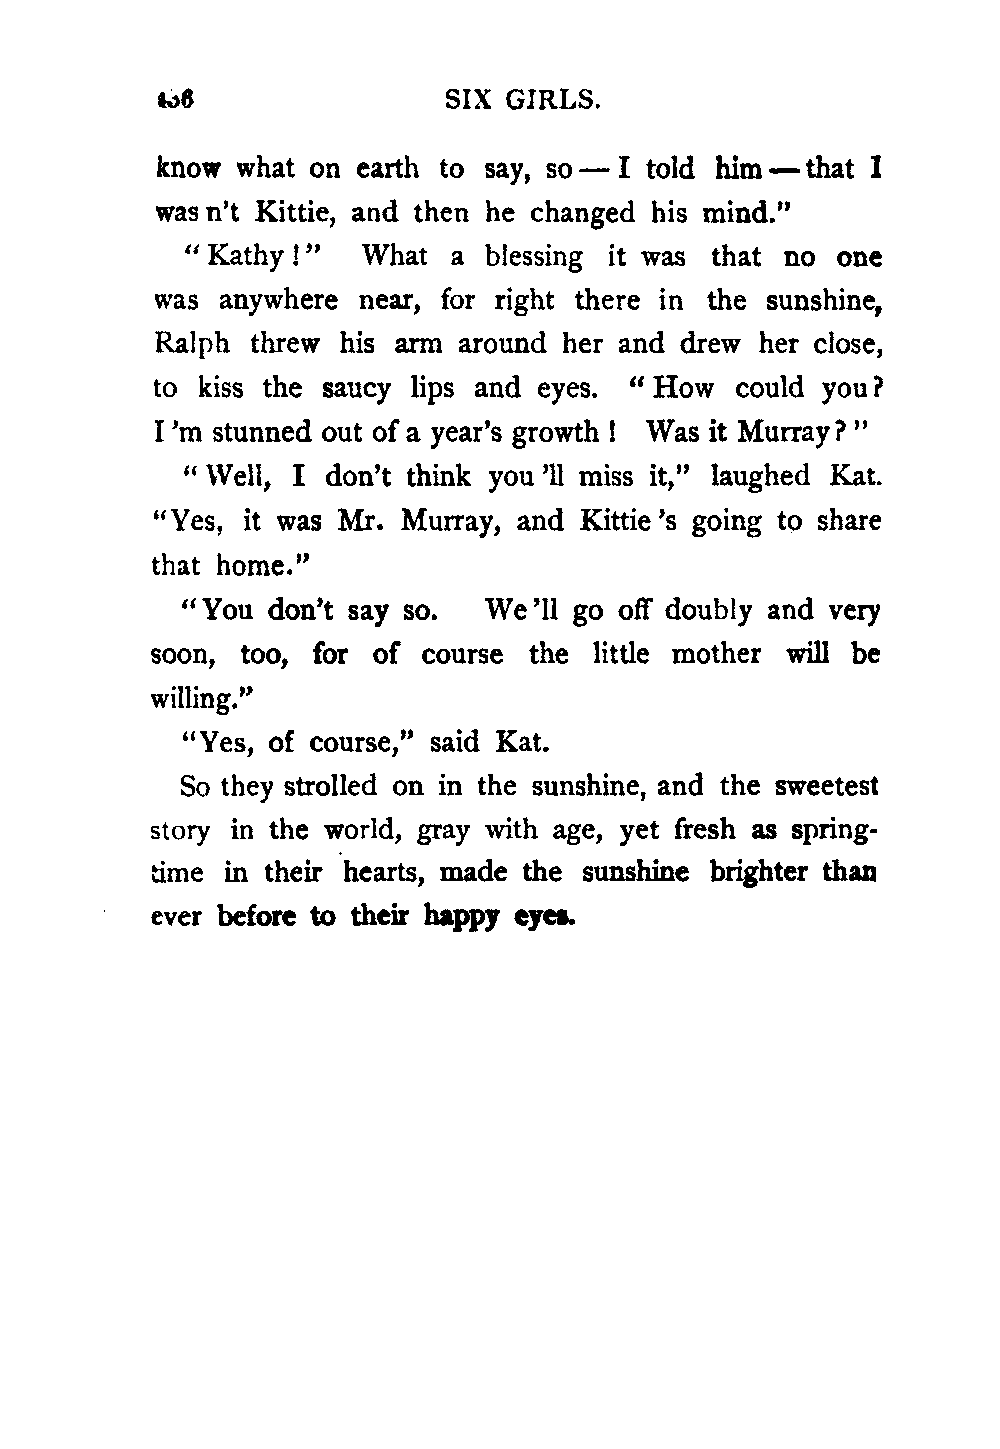 SIX GIRLS.
know what on earth to say, so — I told him — that I
was n't Kittie, and then he changed his mind."
"Kathy!" What a blessing it was that no one
was anywhere near, for right there in the sunshine,
Ralph threw his arm around her and drew her close,
to kiss the saucy lips and eyes. "How could you?
I 'm stunned out of a year's growth! Was it Murray?"
"Well, I don't think you 'll miss it," laughed Kat.
"Yes, it was Mr. Murray, and Kittie 's going to share
that home."
"You don't say so. We 'll go off doubly and very
soon, too, for of course the little mother will be
willing."
"Yes, of course," said Kat.
So they strolled on in the sunshine, and the sweetest
story in the world, gray with age, yet fresh as spring-
time in their hearts, made the sunshine brighter than
ever before to their happy eyes.